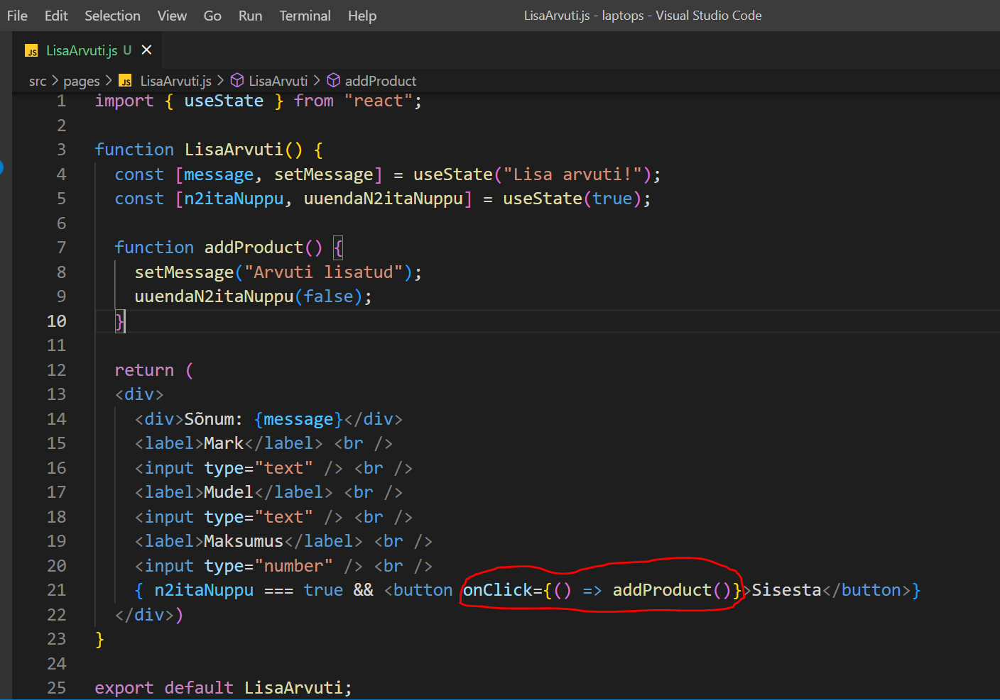 File Edit Selection View Go Run Terminal Help LisaArvuti.js - laptops - Visual Studio Code
JS LisaArvuti.js U
src > pages > JS LisaArvuti.js > LisaArvuti > addProduct
1 import { useState } from "react";
2
3 function LisaArvuti() {
4 const [message, setMessage] = useState("Lisa arvuti!");
5 const [n2itaNuppu, uuendaN2itaNuppu] = useState(true);
6
7 function addProduct() {
8 setMessage("Arvuti lisatud");
9 uuendaN2itaNuppu(false);
10 }
11
12 return (
13 <div>
14 <div>Sõnum: {message}</div>
15 <label>Mark</label> <br />
16 <input type="text" /> <br />
17 <label>Mudel</label> <br />
18 <input type="text" /> <br />
19 <label>Maksumus</label> <br />
20 <input type="number" /> <br />
21 { n2itaNuppu === true && <button onClick={() => addProduct()}>Sisesta</button>}
22 </div>)
23 }
24
25 export default LisaArvuti;